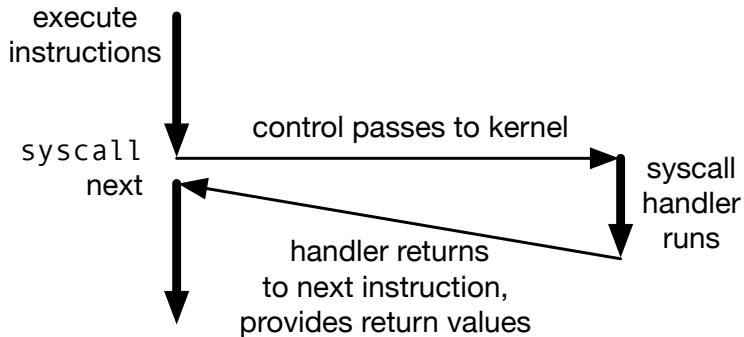 execute
instructions
control passes to kernel
syscall
next
syscall
handler
runs
handler returns
to next instruction,
provides return values